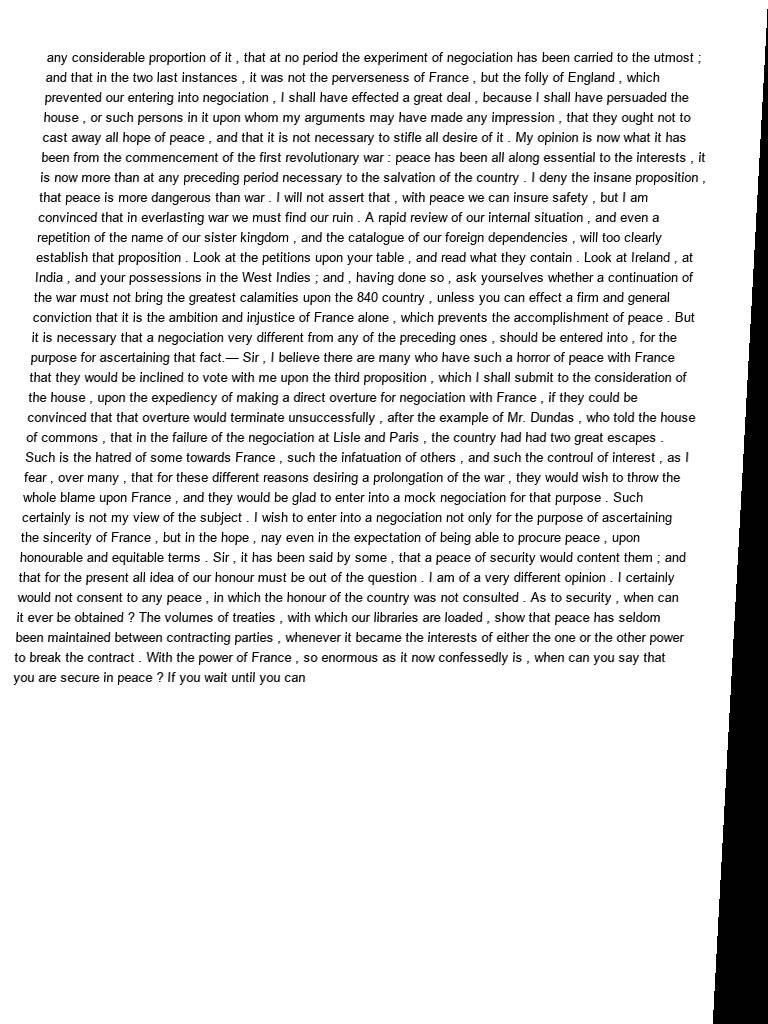 any considerable proportion of it , that at no period the experiment of negociation has been carried to the utmost ;
and that in the two last instances , it was not the perverseness of France , but the folly of England , which
prevented our entering into negociation , I shall have effected a great deal , because I shall have persuaded the
house , or such persons in it upon whom my arguments may have made any impression , that they ought not to
cast away all hope of peace , and that it is not necessary to stifle all desire of it . My opinion is now what it has
been from the commencement of the first revolutionary war : peace has been all along essential to the interests , it
is now more than at any preceding period necessary to the salvation of the country . I deny the insane proposition ,
that peace is more dangerous than war . I will not assert that , with peace we can insure safety , but I am
convinced that in everlasting war we must find our ruin . A rapid review of our internal situation , and even a
repetition of the name of our sister kingdom , and the catalogue of our foreign dependencies , will too clearly
establish that proposition . Look at the petitions upon your table , and read what they contain . Look at Ireland , at
India , and your possessions in the West Indies ; and , having done so , ask yourselves whether a continuation of
the war must not bring the greatest calamities upon the 840 country , unless you can effect a firm and general
conviction that it is the ambition and injustice of France alone , which prevents the accomplishment of peace . But
it is necessary that a negociation very different from any of the preceding ones , should be entered into , for the
purpose for ascertaining that fact.— Sir , I believe there are many who have such a horror of peace with France
that they would be inclined to vote with me upon the third proposition , which I shall submit to the consideration of
the house , upon the expediency of making a direct overture for negociation with France , if they could be
convinced that that overture would terminate unsuccessfully , after the example of Mr. Dundas , who told the house
of commons , that in the failure of the negociation at Lisle and Paris , the country had had two great escapes .
Such is the hatred of some towards France , such the infatuation of others , and such the controul of interest , as I
fear , over many , that for these different reasons desiring a prolongation of the war , they would wish to throw the
whole blame upon France , and they would be glad to enter into a mock negociation for that purpose . Such
certainly is not my view of the subject . I wish to enter into a negociation not only for the purpose of ascertaining
the sincerity of France , but in the hope , nay even in the expectation of being able to procure peace , upon
honourable and equitable terms . Sir , it has been said by some , that a peace of security would content them ; and
that for the present all idea of our honour must be out of the question . I am of a very different opinion . I certainly
would not consent to any peace , in which the honour of the country was not consulted . As to security , when can
it ever be obtained ? The volumes of treaties , with which our libraries are loaded , show that peace has seldom
been maintained between contracting parties , whenever it became the interests of either the one or the other power
to break the contract . With the power of France , so enormous as it now confessedly is , when can you say that
you are secure in peace ? If you wait until you can